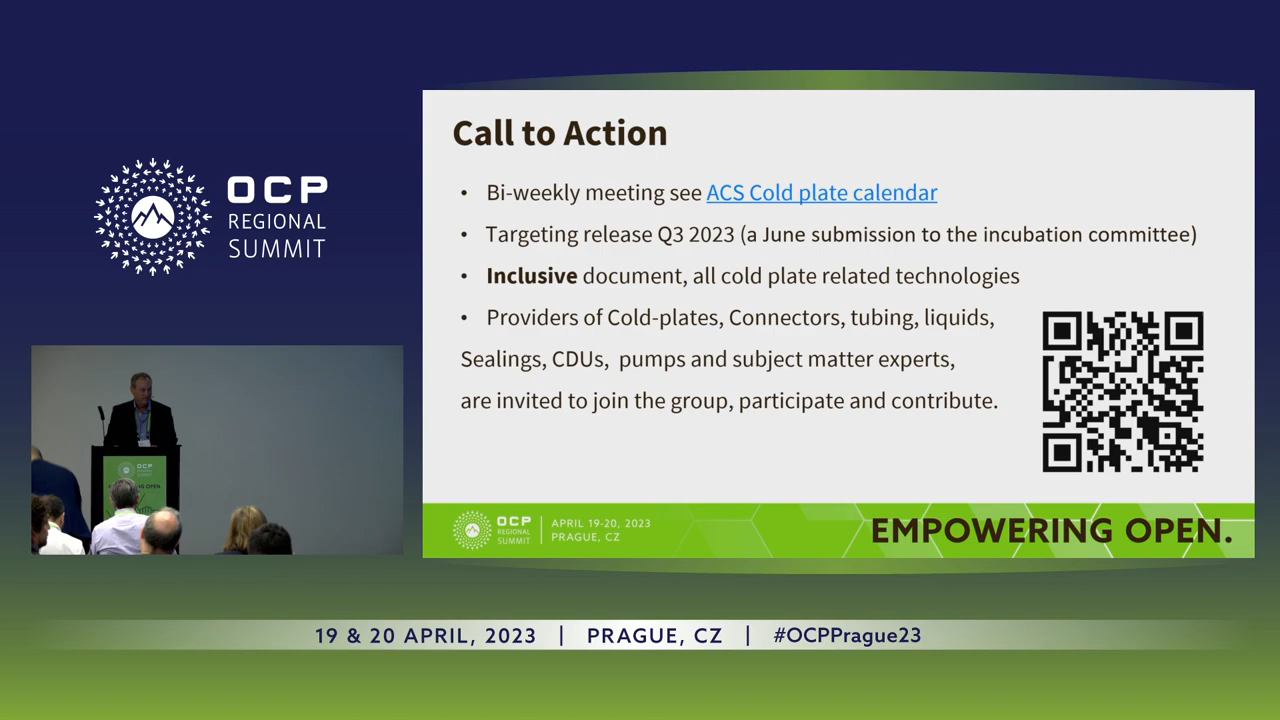 OCP
REGIONAL
SUMMIT
Call to Action
• Bi-weekly meeting see ACS Cold plate calendar
• Targeting release Q3 2023 (a June submission to the incubation committee)
• Inclusive document, all cold plate related technologies
• Providers of Cold-plates, Connectors, tubing, liquids,
Sealings, CDUs,  pumps and subject matter experts,
are invited to join the group, participate and contribute.
OCP
REGIONAL
SUMMIT
APRIL 19-20, 2023
PRAGUE, CZ
EMPOWERING OPEN.
OCP
19 & 20 APRIL, 2023 | PRAGUE, CZ | #OCPPrague23